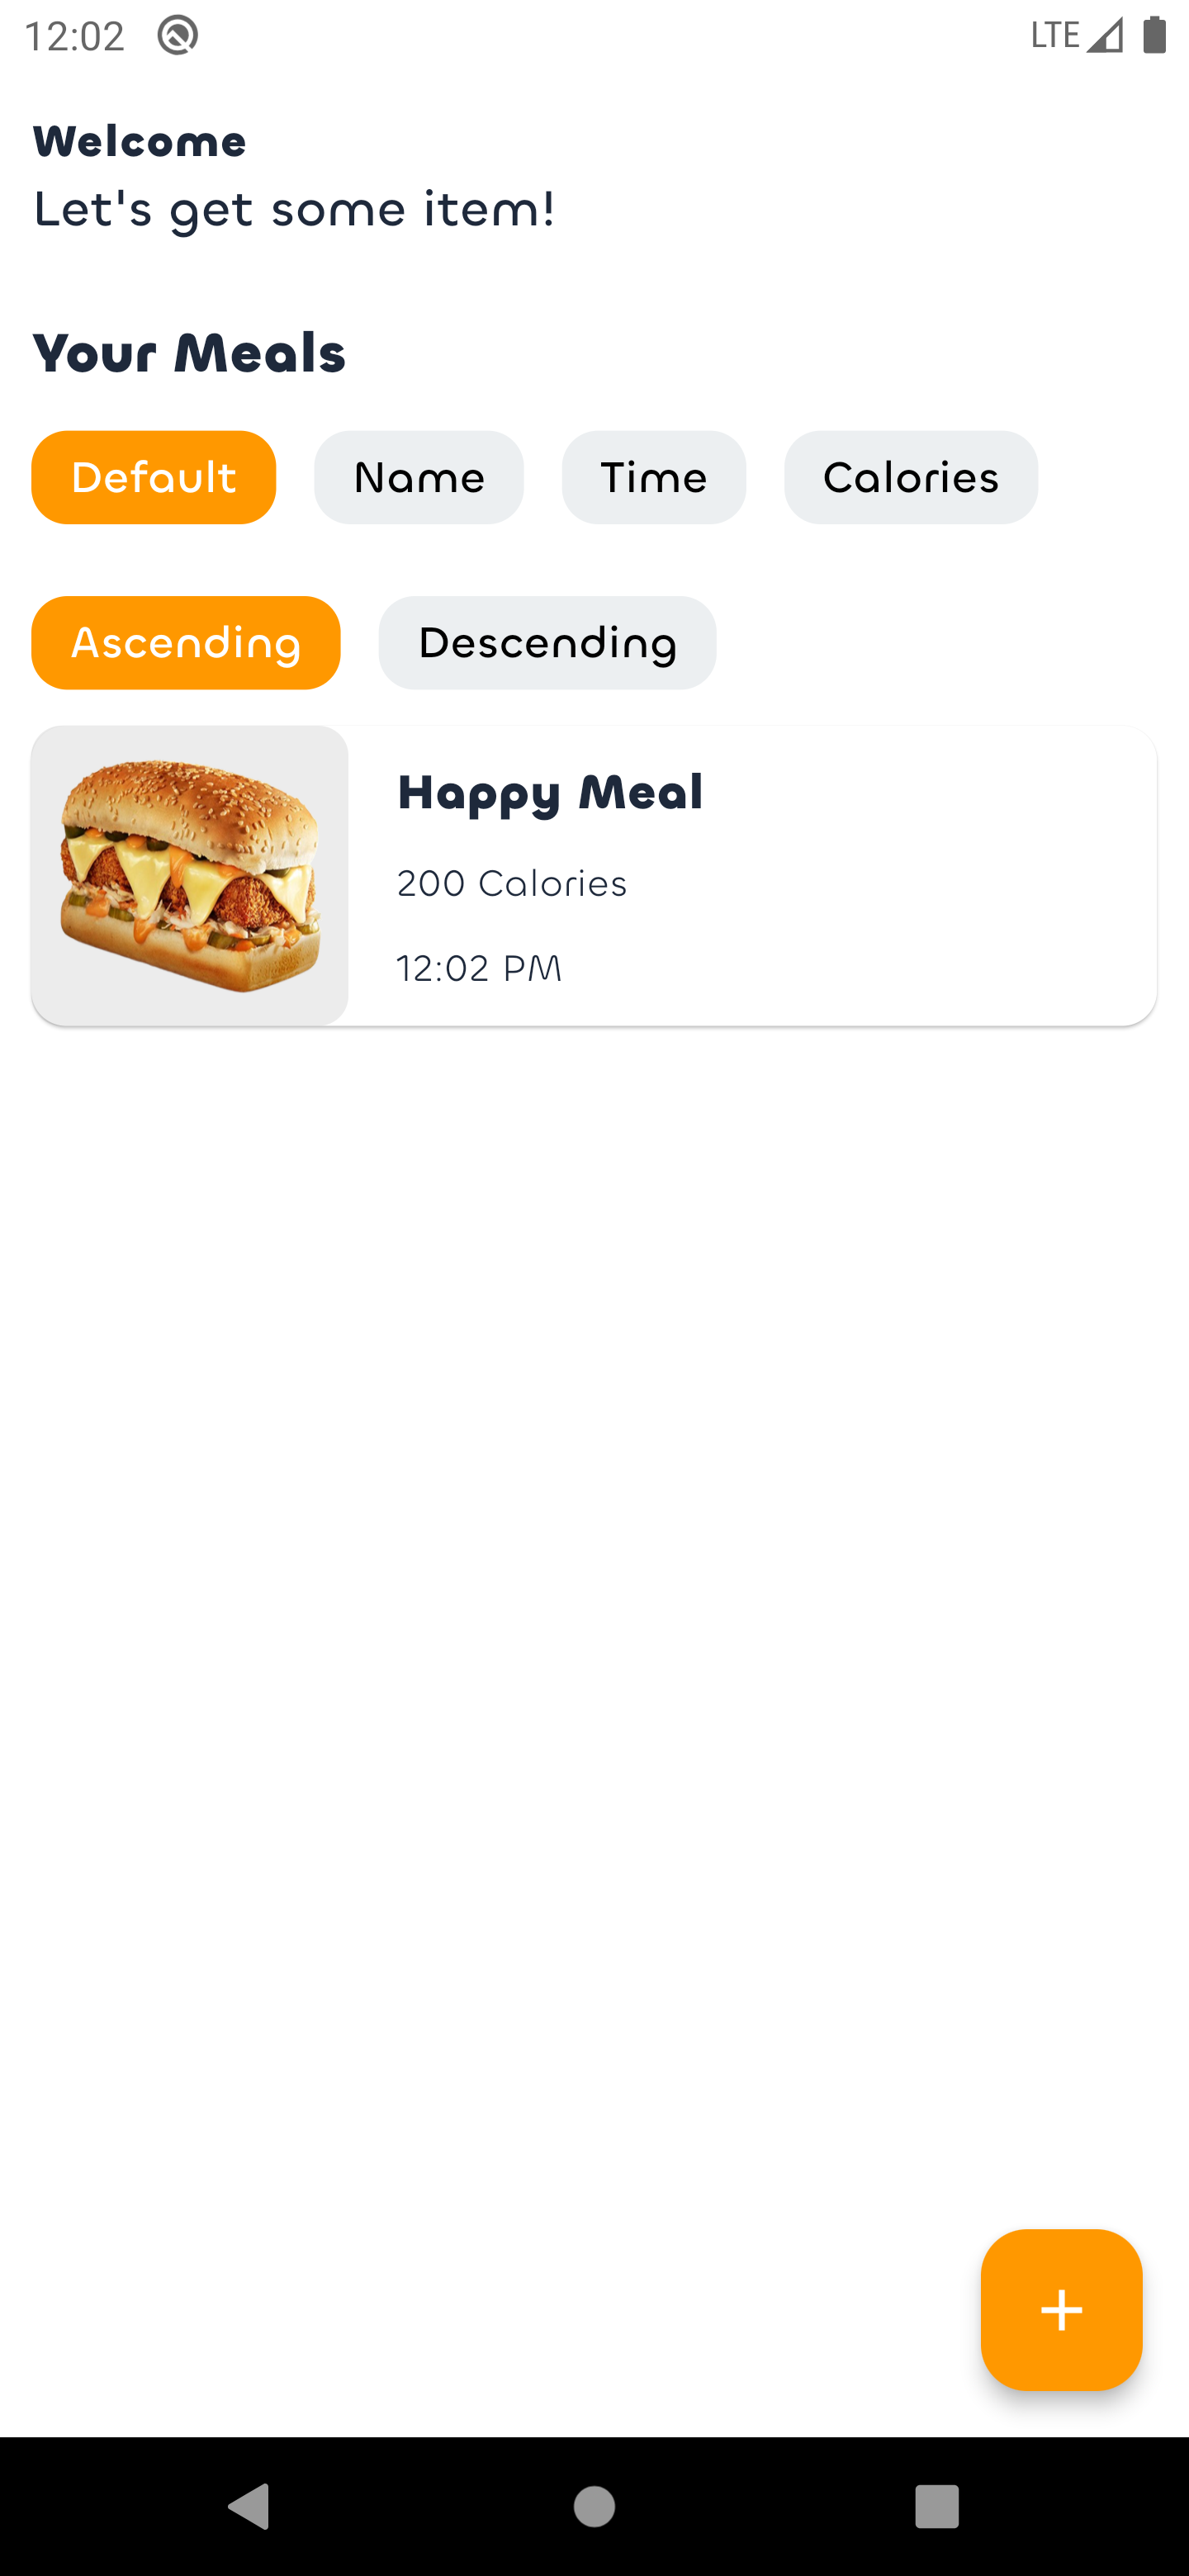 12:02 LTE
Welcome
Let's get some item!
Your Meals
Default Name Time Calories
Ascending Descending
Happy Meal
200 Calories
12:02 PM